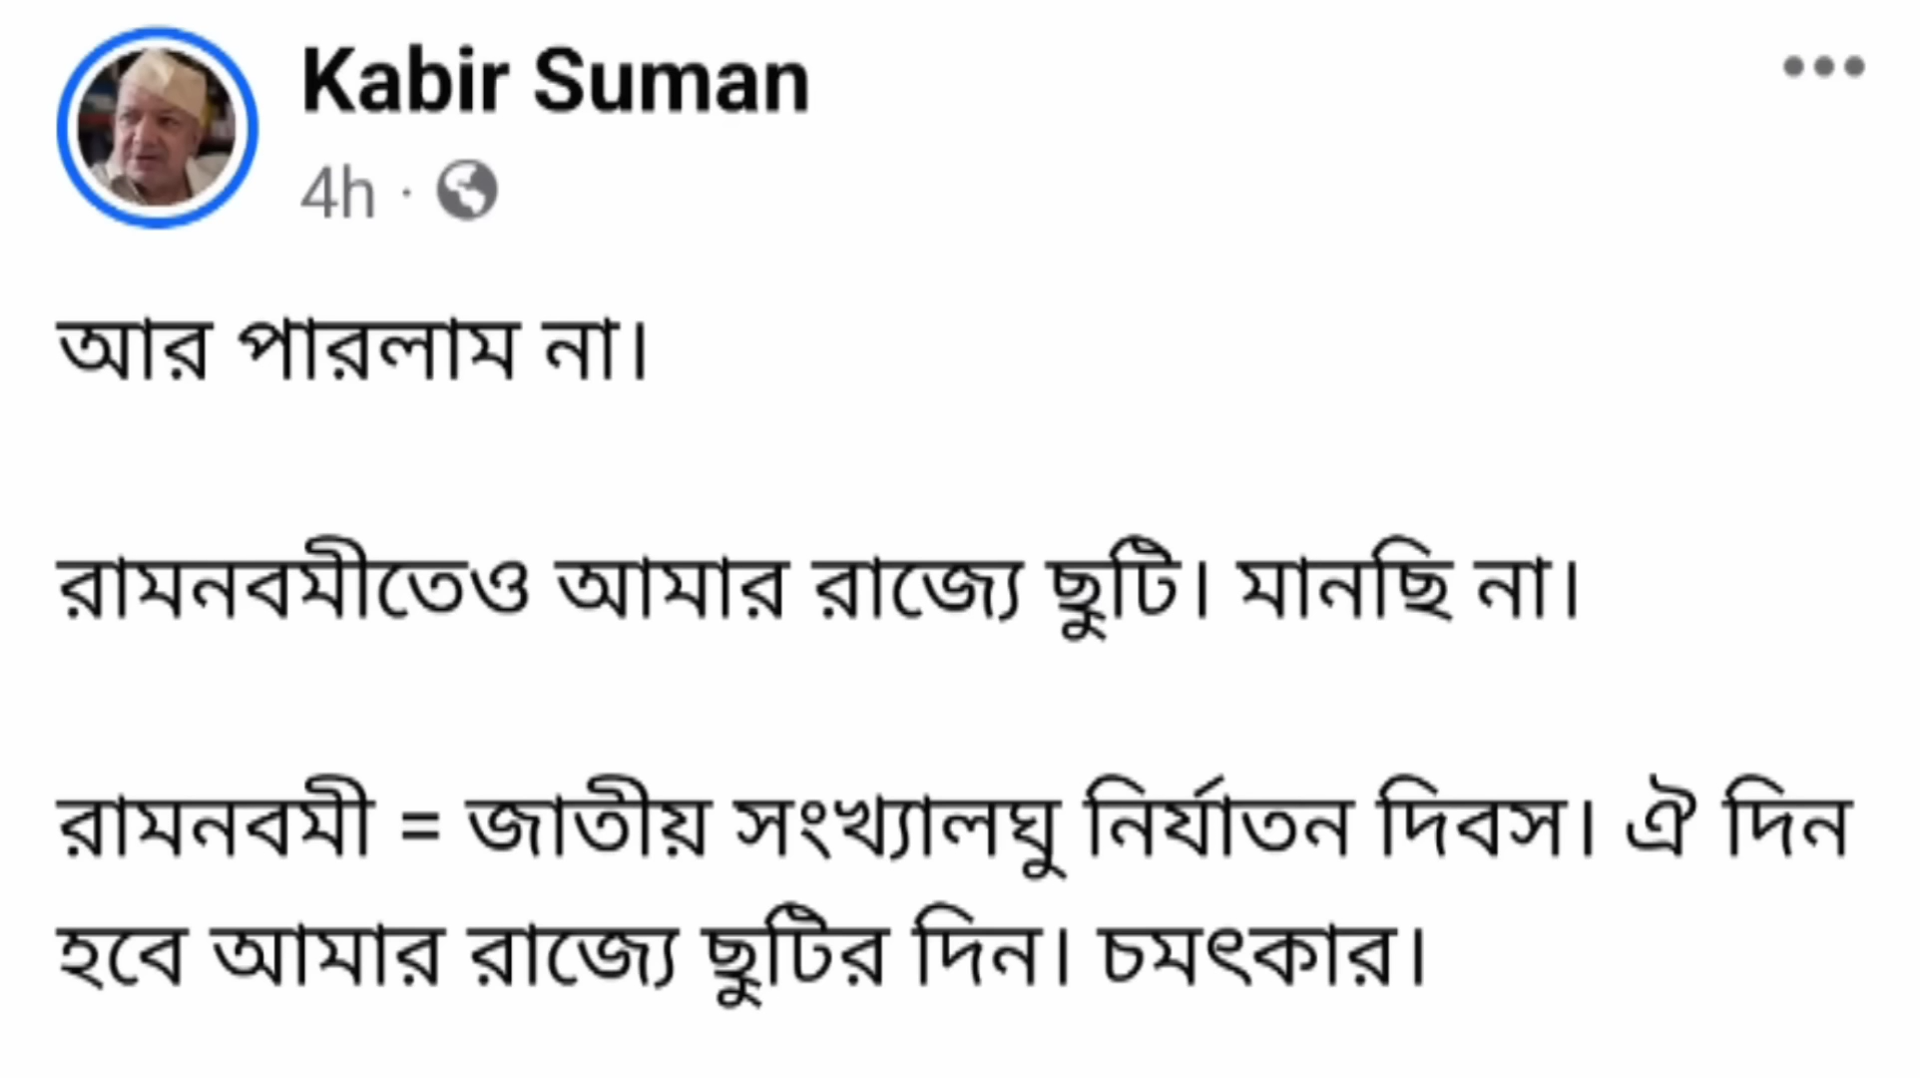 Kabir Suman
4h ·
আর পারলাম না।
রামনবমীতেও আমার রাজ্যে ছুটি। মানছি না।
রামনবমী = জাতীয় সংখ্যালঘু নির্যাতন দিবস। ঐ দিন
হবে আমার রাজ্যে ছুটির দিন। চমৎকার।